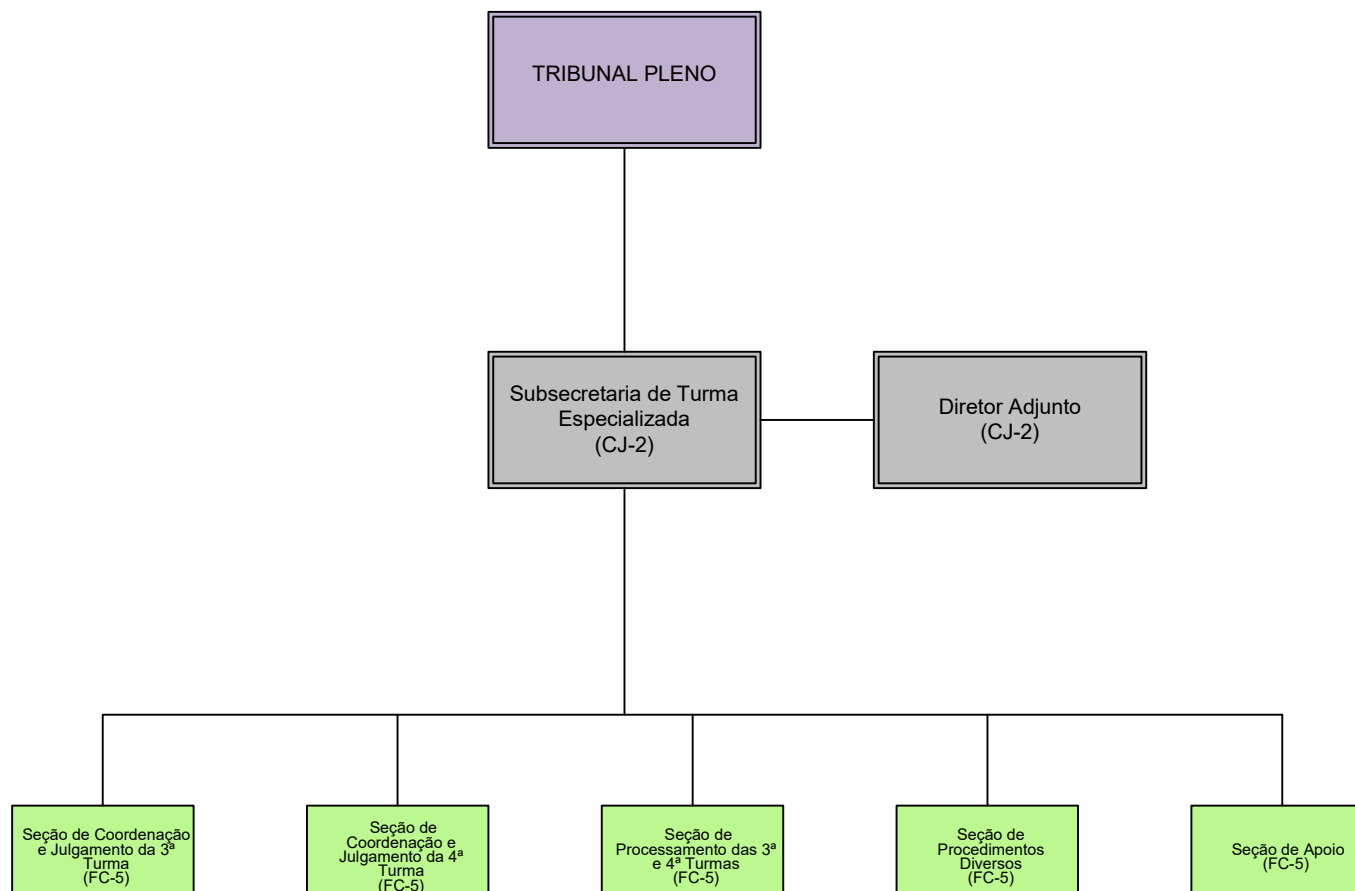 TRIBUNAL PLENO
Subsecretaria de Turma
Especializada
(CJ-2)
Diretor Adjunto
(CJ-2)
Seção de Coordenação
e Julgamento da 3ª
Turma
(FC-5)
Seção de
Coordenação e
Julgamento da 4ª
Turma
(FC-5)
Seção de
Processamento das 3ª
e 4ª Turmas
(FC-5)
Seção de
Procedimentos
Diversos
(FC-5)
Seção de Apoio
(FC-5)